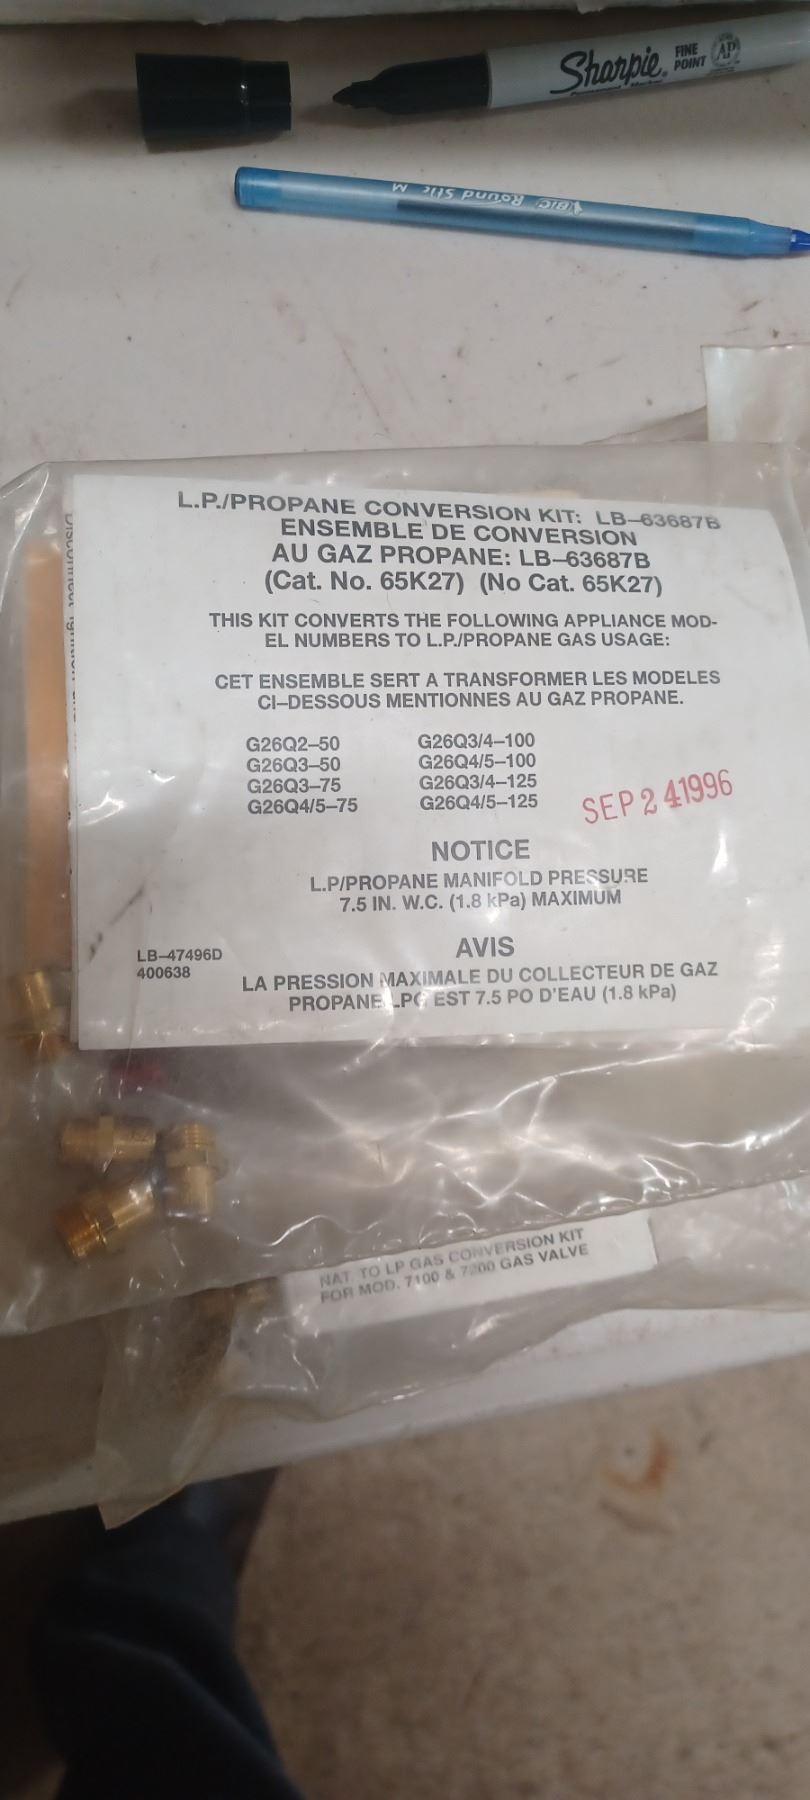 Sharpie® FINE POINT AP
Permanent Marker
BIC Round Stic M
L.P./PROPANE CONVERSION KIT: LB-63687B
ENSEMBLE DE CONVERSION
AU GAZ PROPANE: LB-63687B
(Cat. No. 65K27) (No Cat. 65K27)
THIS KIT CONVERTS THE FOLLOWING APPLIANCE MOD-
EL NUMBERS TO L.P./PROPANE GAS USAGE:
CET ENSEMBLE SERT A TRANSFORMER LES MODELES
CI-DESSOUS MENTIONNES AU GAZ PROPANE.
G26Q2-50 G26Q3/4-100
G26Q3-50 G26Q4/5-100
G26Q3-75 G26Q3/4-125
G26Q4/5-75 G26Q4/5-125
SEP 24 1996
NOTICE
L.P/PROPANE MANIFOLD PRESSURE
7.5 IN. W.C. (1.8 kPa) MAXIMUM
LB-47496D
400638
AVIS
LA PRESSION MAXIMALE DU COLLECTEUR DE GAZ
PROPANE LPG EST 7.5 PO D'EAU (1.8 kPa)
Disconnect ignition
NAT. TO LP GAS CONVERSION KIT
FOR MOD. 7100 & 7200 GAS VALVE